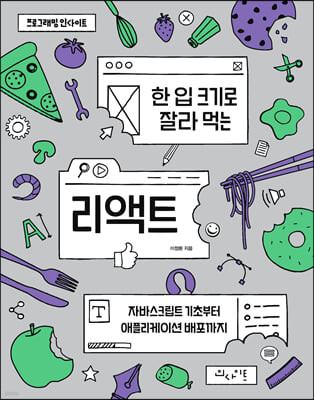 프로그래밍 인사이트
한 입 크기로
잘라 먹는
리액트
이정환 지음
T
자바스크립트 기초부터
애플리케이션 배포까지
인사이트
A
yes24